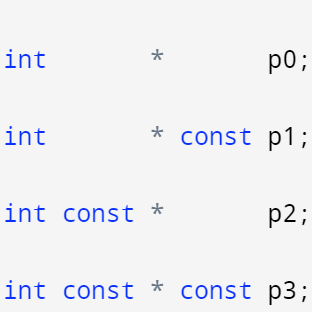 int       *       p0;
int       * const p1;
int const *       p2;
int const * const p3;